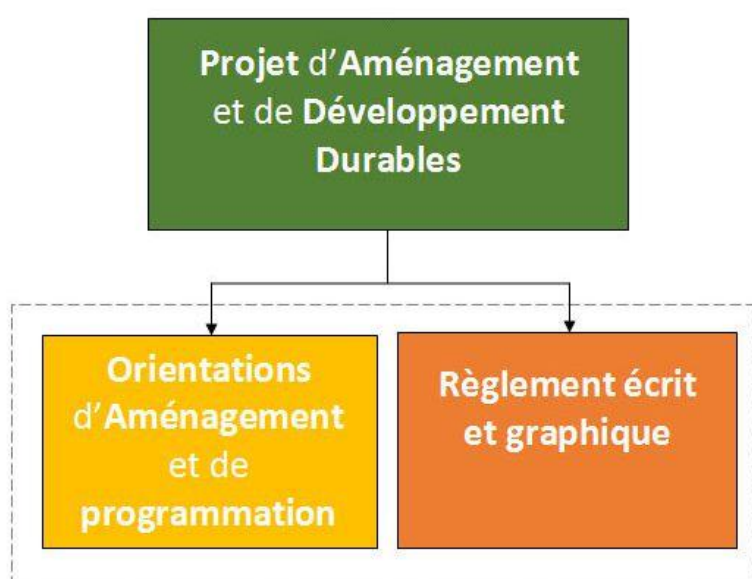 Projet d'Aménagement
et de Développement
Durables
Orientations
d'Aménagement
et de
programmation
Règlement écrit
et graphique